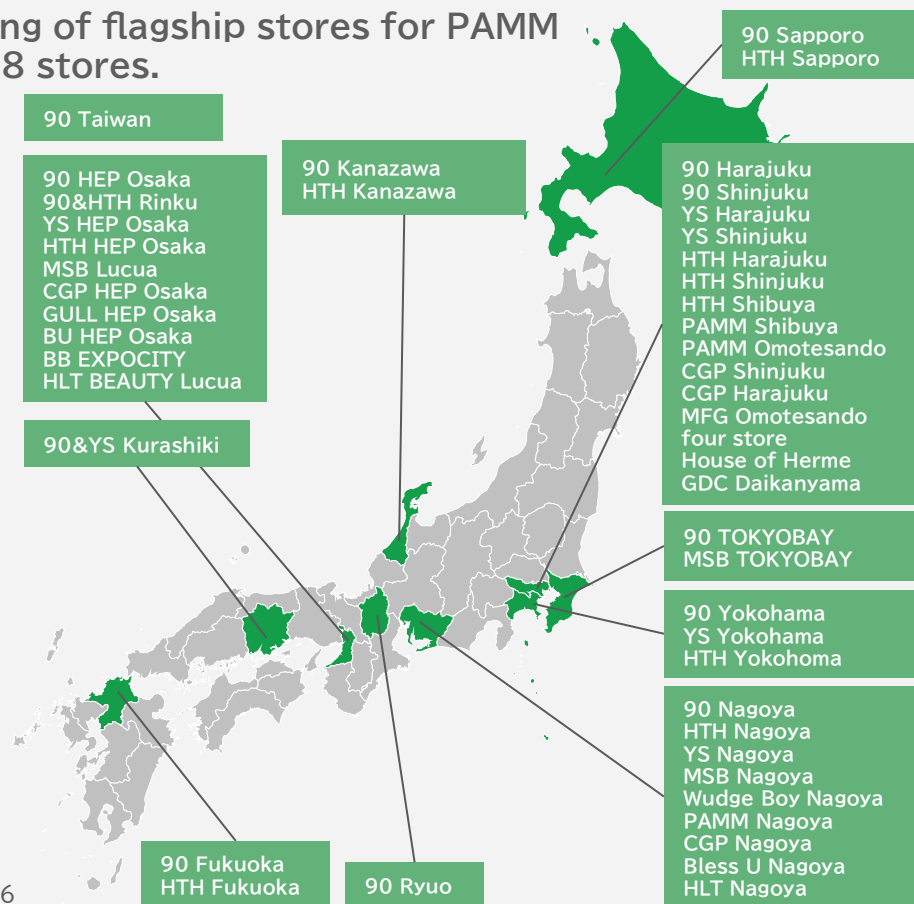 ng of flagship stores for PAMM
8 stores.
90 Sapporo
HTH Sapporo
90 Taiwan
90 HEP Osaka
90&HTH Rinku
YS HEP Osaka
HTH HEP Osaka
MSB Lucua
CGP HEP Osaka
GULL HEP Osaka
BU HEP Osaka
BB EXPOCITY
HLT BEAUTY Lucua
90 Kanazawa
HTH Kanazawa
90 Harajuku
90 Shinjuku
YS Harajuku
YS Shinjuku
HTH Harajuku
HTH Shinjuku
HTH Shibuya
PAMM Shibuya
PAMM Omotesando
CGP Shinjuku
CGP Harajuku
MFG Omotesando
four store
House of Herme
GDC Daikanyama
90&YS Kurashiki
90 TOKYOBAY
MSB TOKYOBAY
90 Yokohama
YS Yokohama
HTH Yokohoma
90 Nagoya
HTH Nagoya
YS Nagoya
MSB Nagoya
Wudge Boy Nagoya
PAMM Nagoya
CGP Nagoya
Bless U Nagoya
HLT Nagoya
90 Fukuoka
HTH Fukuoka
90 Ryuo
6